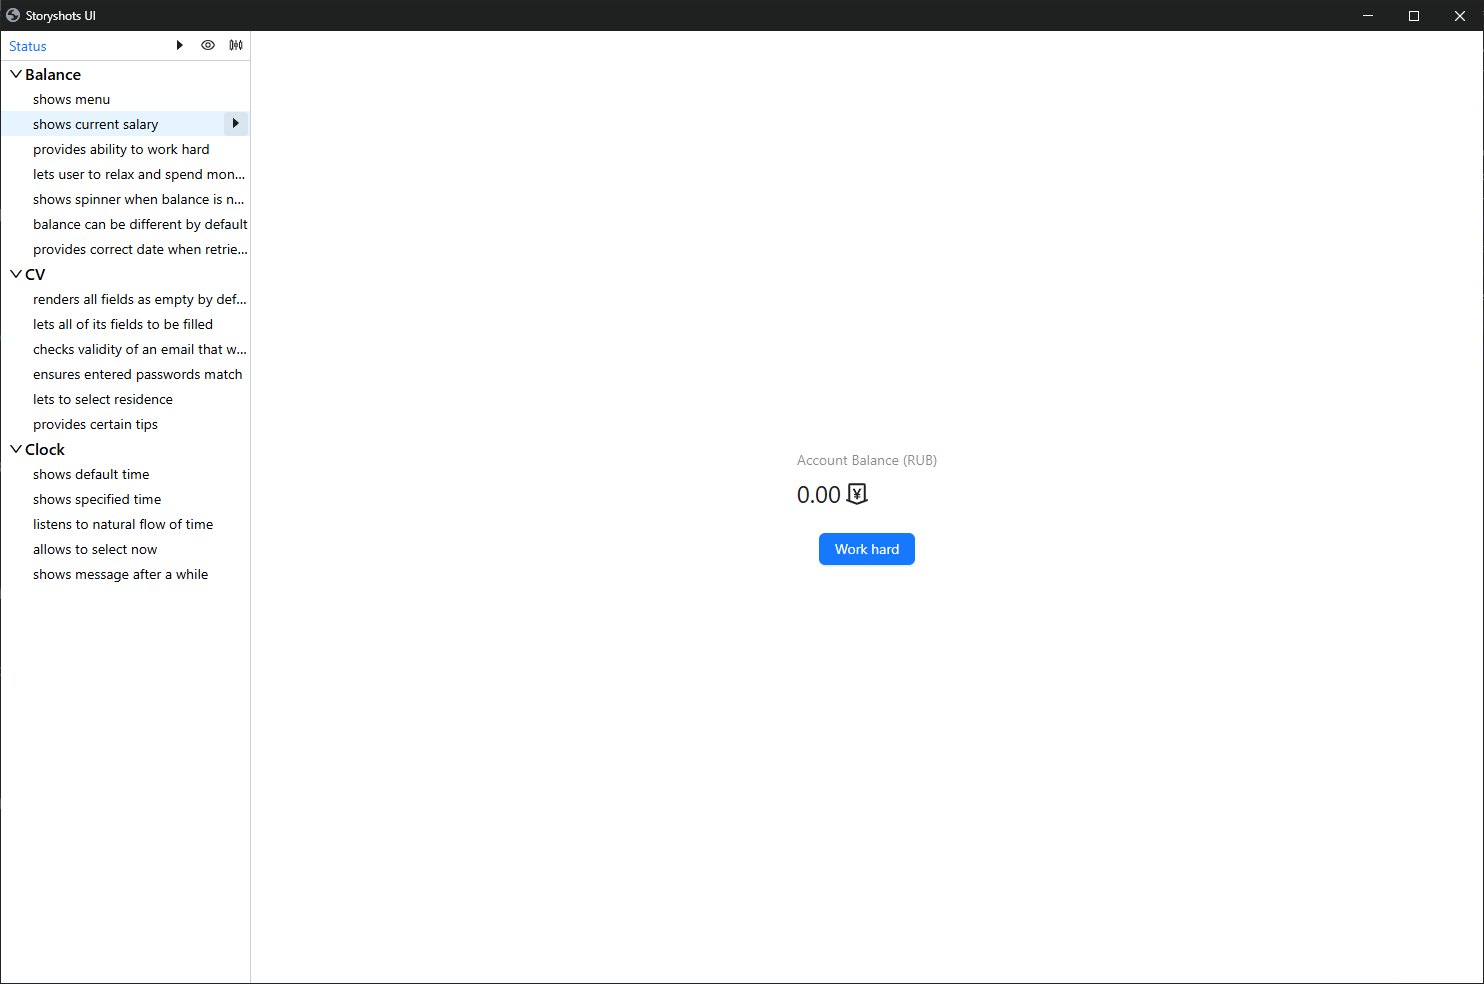 Storyshots UI
Status
Balance
shows menu
shows current salary
provides ability to work hard
lets user to relax and spend mon...
shows spinner when balance is n...
balance can be different by default
provides correct date when retrie...
CV
renders all fields as empty by def...
lets all of its fields to be filled
checks validity of an email that w...
ensures entered passwords match
lets to select residence
provides certain tips
Clock
shows default time
shows specified time
listens to natural flow of time
allows to select now
shows message after a while
Account Balance (RUB)
0.00 ¥
Work hard